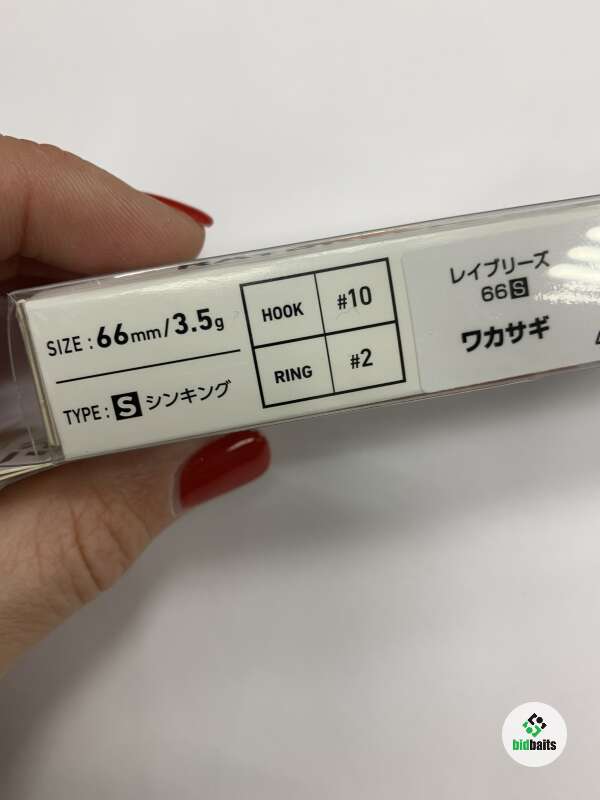 SIZE : 66mm/3.5g
TYPE : S シンキング
HOOK #10
RING #2
レイブリーズ
66S
ワカサギ
bidbaits